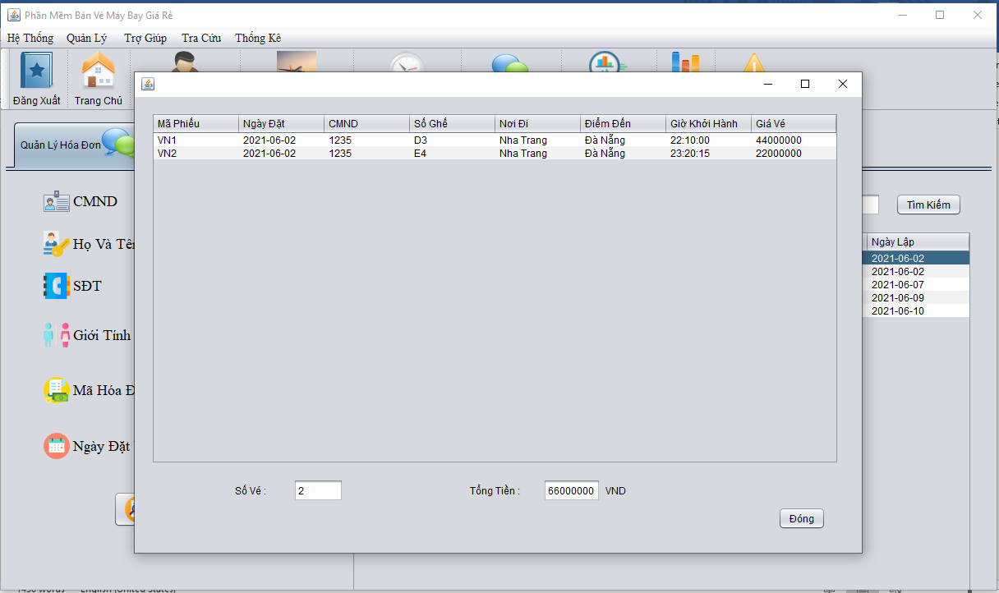 Phần Mềm Bán Vé Máy Bay Giá Rẻ
Hệ Thống Quản Lý Trợ Giúp Tra Cứu Thống Kê
Đăng Xuất Trang Chủ
Quản Lý Hóa Đơn
Mã Phiếu Ngày Đặt CMND Số Ghế Nơi Đi Điểm Đến Giờ Khởi Hành Giá Vé
VN1 2021-06-02 1235 D3 Nha Trang Đà Nẵng 22:10:00 44000000
VN2 2021-06-02 1235 E4 Nha Trang Đà Nẵng 23:20:15 22000000
Số Vé : 2 Tổng Tiền : 66000000 VND
Đóng
CMND
Họ Và Tên
SĐT
Giới Tính
Mã Hóa Đ
Ngày Đặt
Tìm Kiếm
Ngày Lập
2021-06-02
2021-06-02
2021-06-07
2021-06-09
2021-06-10
English (United States)